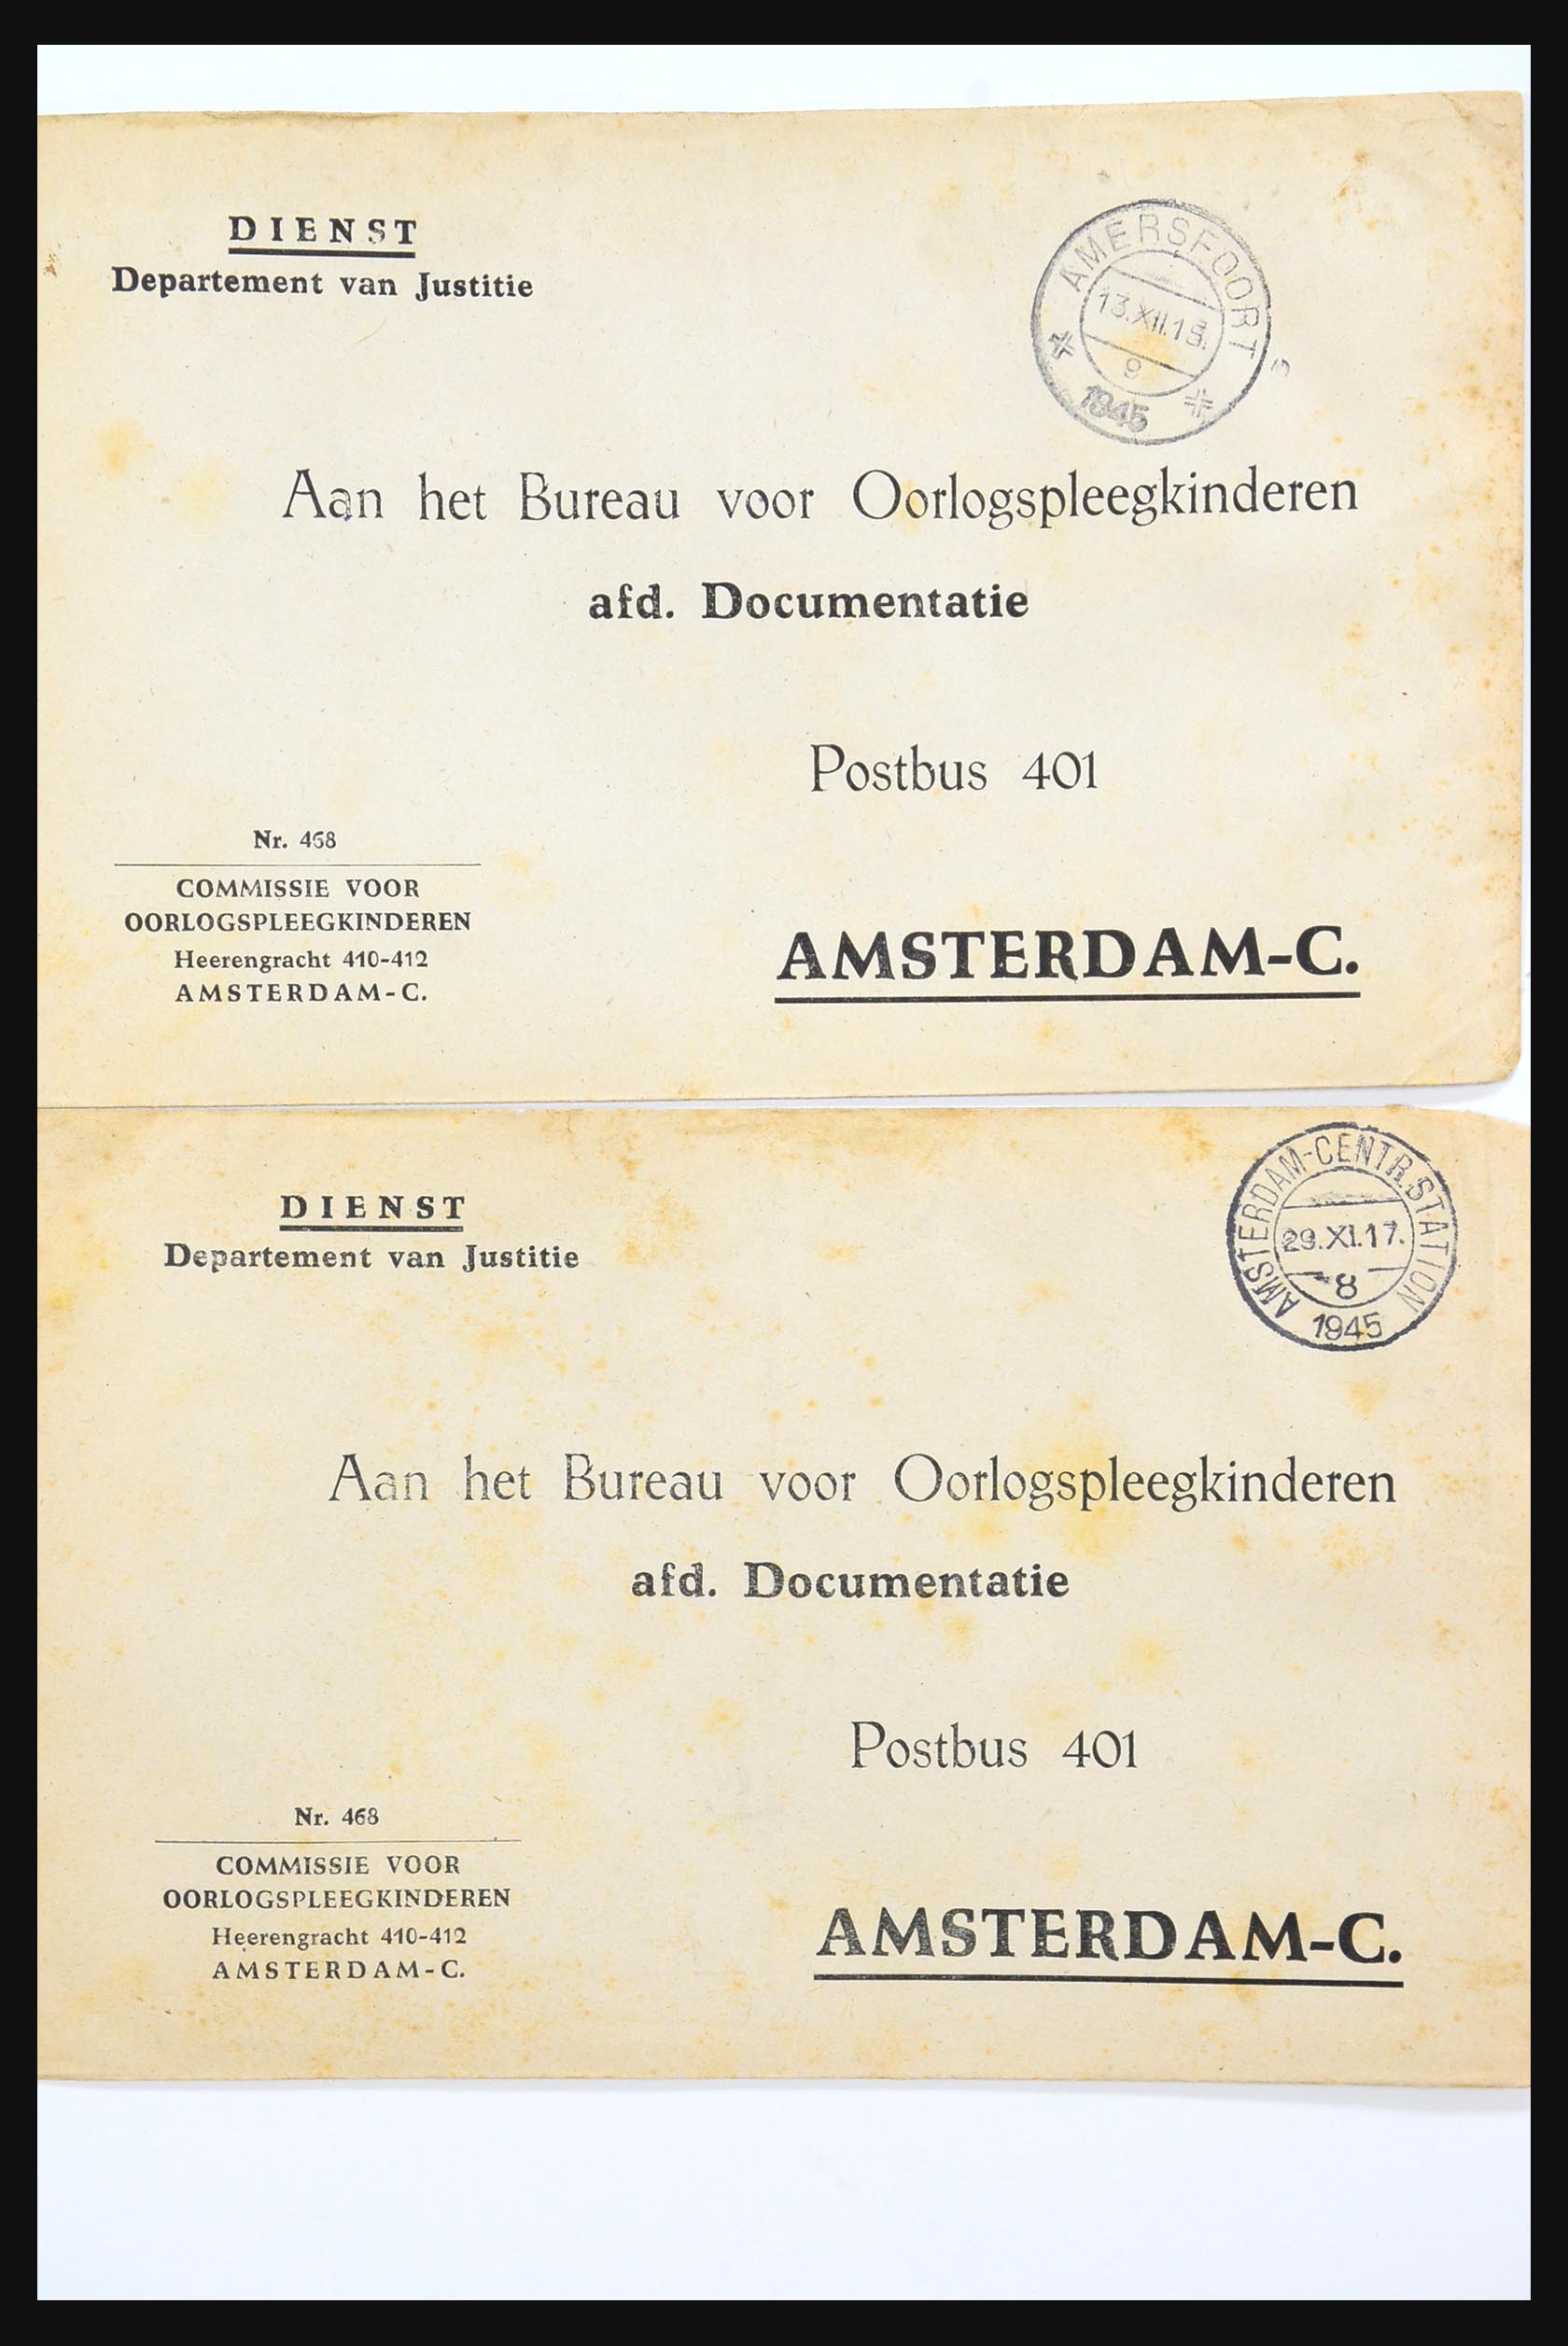 DIENST
Departement van Justitie
AMERSFOORT
13.XII.15.
9
1945
Aan het Bureau voor Oorlogspleegkinderen
afd. Documentatie
Postbus 401
Nr. 468
COMMISSIE VOOR
OORLOGSPLEEGKINDEREN
Heerengracht 410-412
AMSTERDAM-C.
AMSTERDAM-C.
DIENST
Departement van Justitie
AMSTERDAM-CENTR.STATION
29.XI.17.
8
1945
Aan het Bureau voor Oorlogspleegkinderen
afd. Documentatie
Postbus 401
Nr. 468
COMMISSIE VOOR
OORLOGSPLEEGKINDEREN
Heerengracht 410-412
AMSTERDAM-C.
AMSTERDAM-C.